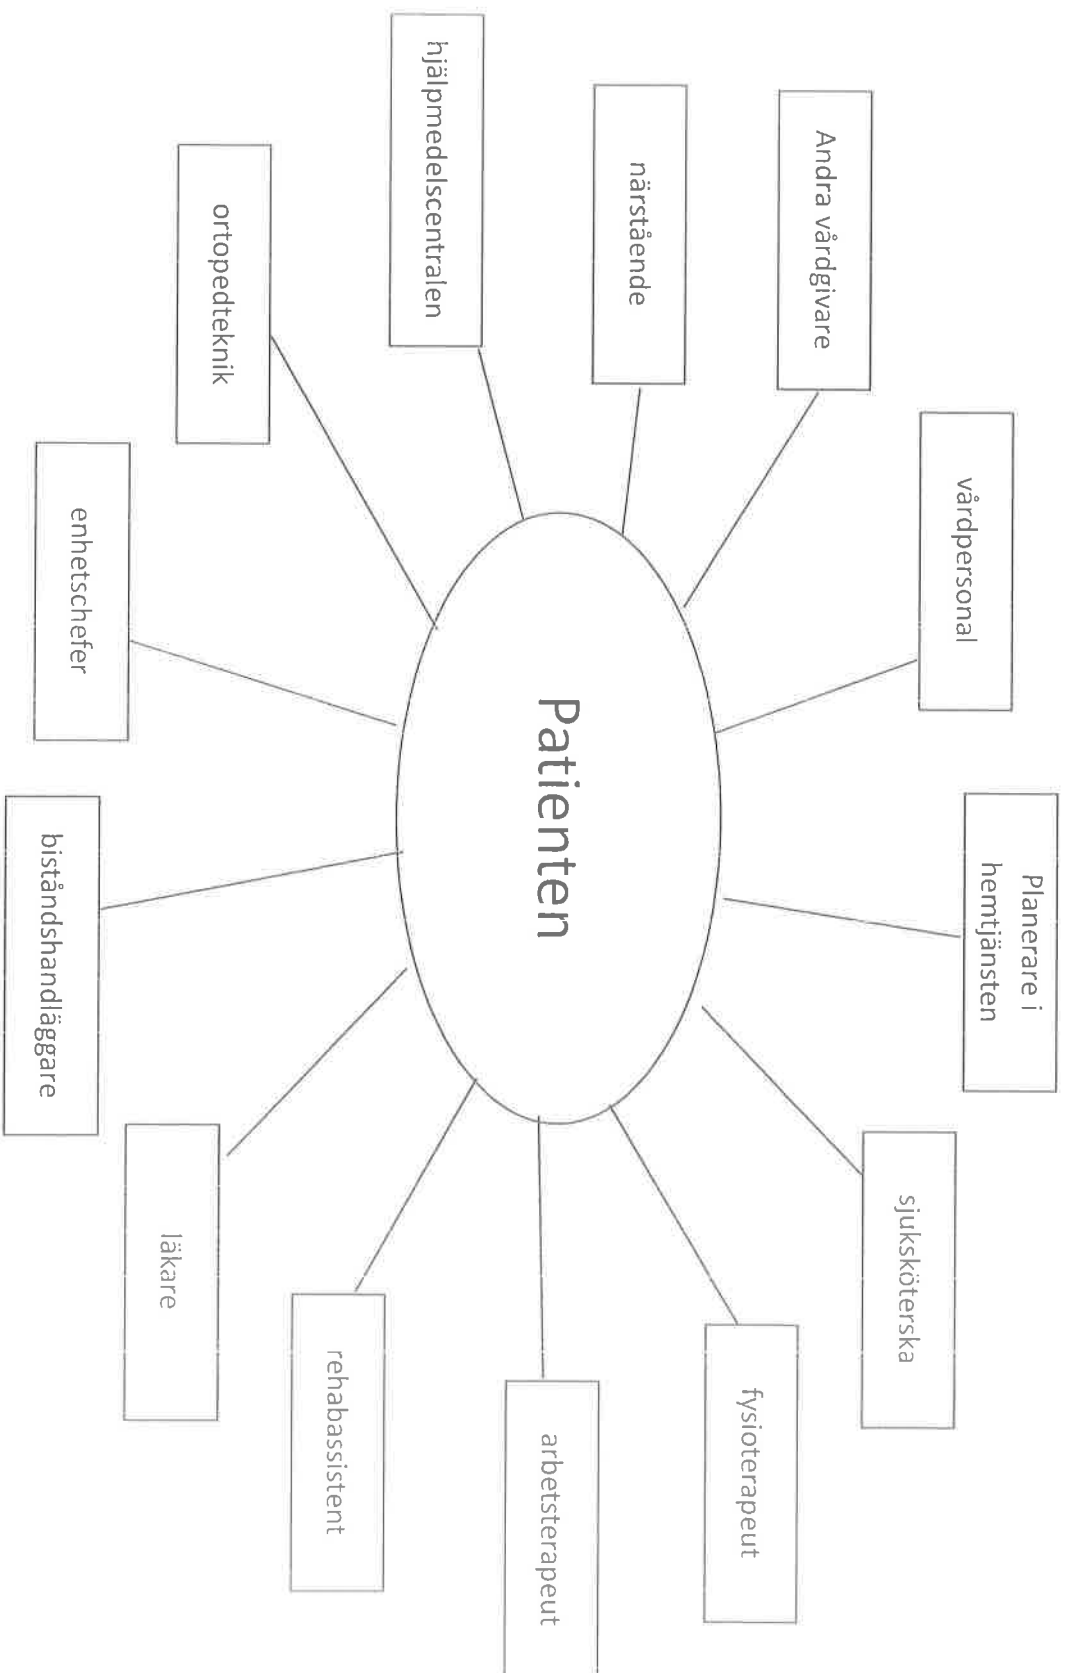 Planerare i
hemtjänsten
vårdpersonal
sjuksköterska
Andra vårdgivare
fysioterapeut
närstående
Patienten
arbetsterapeut
hjälpmedelscentralen
rehabassistent
ortopedteknik
läkare
enhetschefer
biståndshandläggare